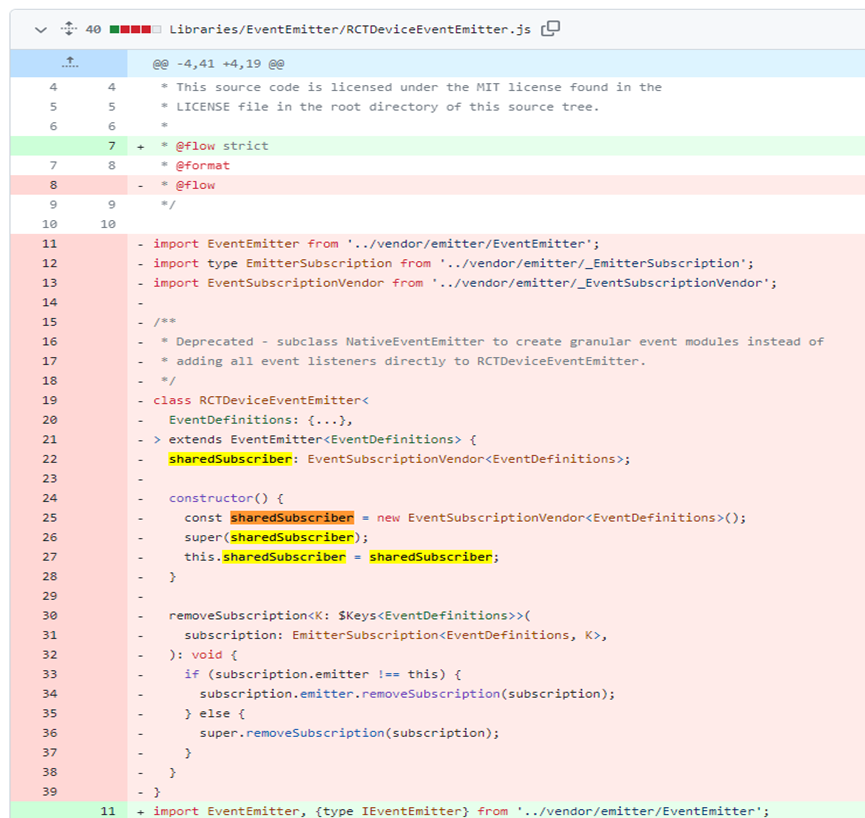 40 Libraries/EventEmitter/RCTDeviceEventEmitter.js
@@ -4,41 +4,19 @@
4 4 * This source code is licensed under the MIT license found in the
5 5 * LICENSE file in the root directory of this source tree.
6 6 *
7 + * @flow strict
7 8 * @format
8 - * @flow
9 9 */
10 10
11 - import EventEmitter from '../vendor/emitter/EventEmitter';
12 - import type EmitterSubscription from '../vendor/emitter/_EmitterSubscription';
13 - import EventSubscriptionVendor from '../vendor/emitter/_EventSubscriptionVendor';
14 -
15 - /**
16 - * Deprecated - subclass NativeEventEmitter to create granular event modules instead of
17 - * adding all event listeners directly to RCTDeviceEventEmitter.
18 - */
19 - class RCTDeviceEventEmitter<
20 - EventDefinitions: {...},
21 - > extends EventEmitter<EventDefinitions> {
22 - sharedSubscriber: EventSubscriptionVendor<EventDefinitions>;
23 -
24 - constructor() {
25 - const sharedSubscriber = new EventSubscriptionVendor<EventDefinitions>();
26 - super(sharedSubscriber);
27 - this.sharedSubscriber = sharedSubscriber;
28 - }
29 -
30 - removeSubscription<K: $Keys<EventDefinitions>>(
31 - subscription: EmitterSubscription<EventDefinitions, K>,
32 - ): void {
33 - if (subscription.emitter !== this) {
34 - subscription.emitter.removeSubscription(subscription);
35 - } else {
36 - super.removeSubscription(subscription);
37 - }
38 - }
39 - }
11 + import EventEmitter, {type IEventEmitter} from '../vendor/emitter/EventEmitter';